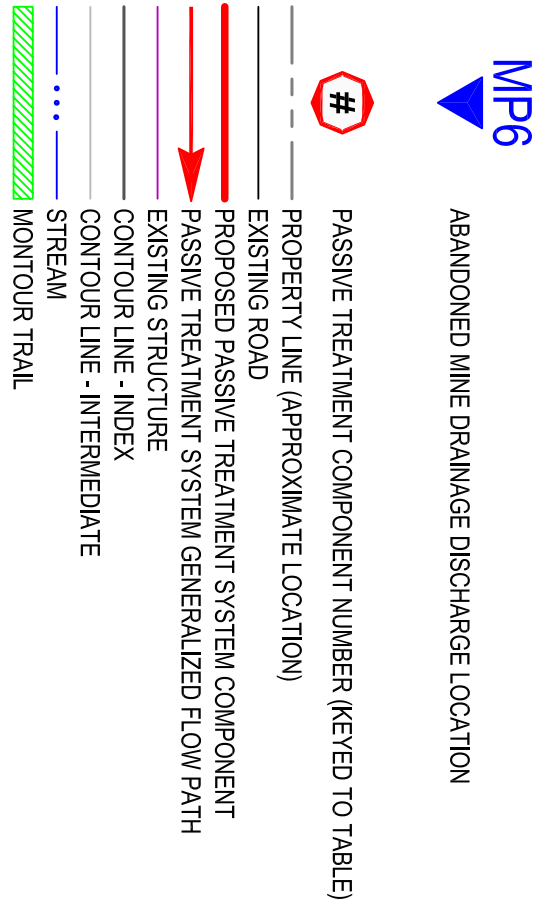 MP6
ABANDONED MINE DRAINAGE DISCHARGE LOCATION
#
PASSIVE TREATMENT COMPONENT NUMBER (KEYED TO TABLE)
PROPERTY LINE (APPROXIMATE LOCATION)
EXISTING ROAD
PROPOSED PASSIVE TREATMENT SYSTEM COMPONENT
PASSIVE TREATMENT SYSTEM GENERALIZED FLOW PATH
EXISTING STRUCTURE
CONTOUR LINE - INDEX
CONTOUR LINE - INTERMEDIATE
STREAM
MONTOUR TRAIL